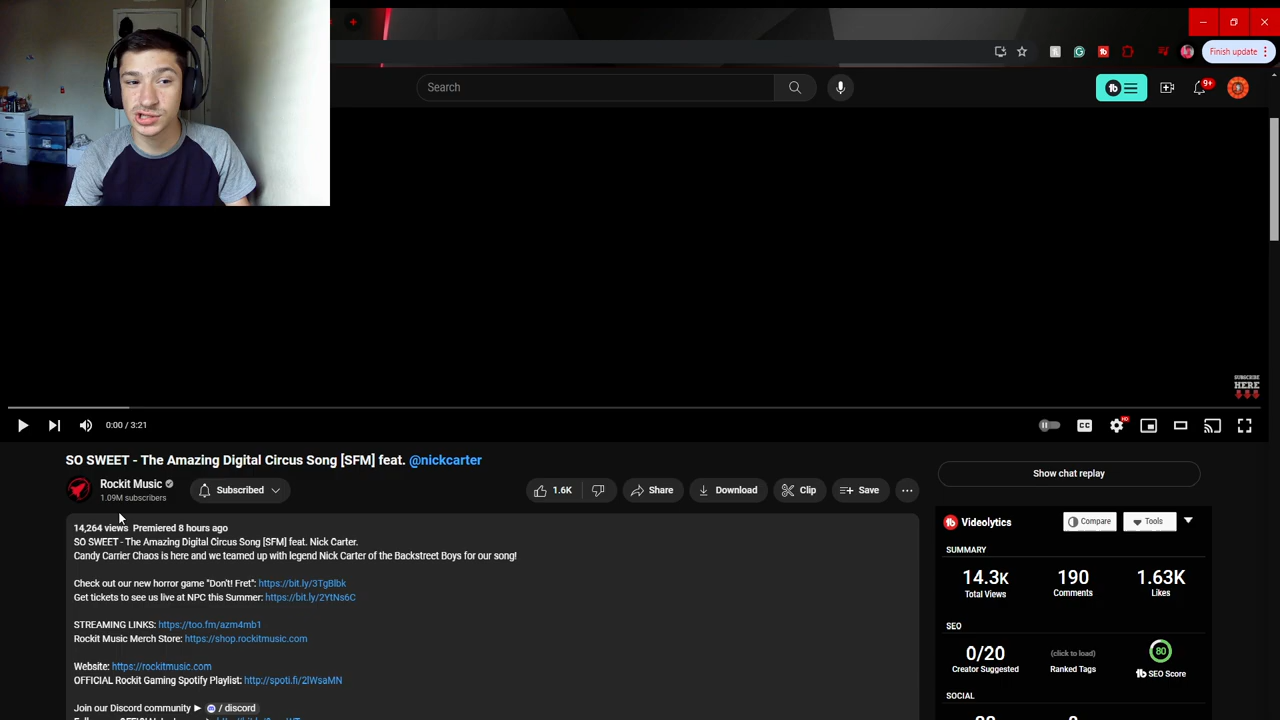 Finish update
Search
9+
SUBSCRIBE
HERE
0:00 / 3:21
CC
HD
SO SWEET - The Amazing Digital Circus Song [SFM] feat. @nickcarter
Rockit Music
1.09M subscribers
Subscribed
1.6K
Share
Download
Clip
Save
Show chat replay
14,264 views Premiered 8 hours ago
SO SWEET - The Amazing Digital Circus Song [SFM] feat. Nick Carter.
Candy Carrier Chaos is here and we teamed up with legend Nick Carter of the Backstreet Boys for our song!
Check out our new horror game "Don't! Fret": https://bit.ly/3TgBlbk
Get tickets to see us live at NPC this Summer: https://bit.ly/2YtNs6C
STREAMING LINKS: https://too.fm/azm4mb1
Rockit Music Merch Store: https://shop.rockitmusic.com
Website: https://rockitmusic.com
OFFICIAL Rockit Gaming Spotify Playlist: http://spoti.fi/2lWsaMN
Join our Discord community ► / discord
tb Videolytics
Compare
Tools
SUMMARY
14.3K
Total Views
190
Comments
1.63K
Likes
SEO
0/20
Creator Suggested
(click to load)
Ranked Tags
80
tb SEO Score
SOCIAL